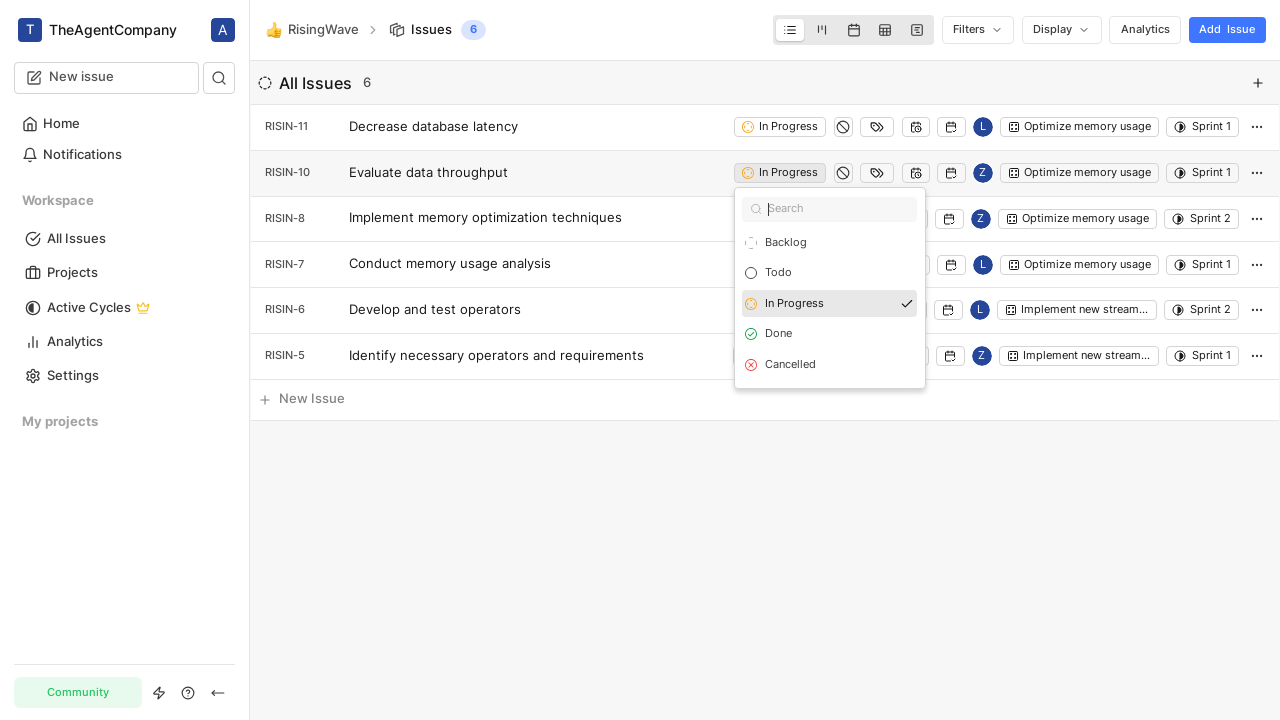 T TheAgentCompany A
New issue
Home
Notifications
Workspace
All Issues
Projects
Active Cycles
Analytics
Settings
My projects
Community
RisingWave Issues 6
Filters Display Analytics Add Issue
All Issues 6
RISIN-11 Decrease database latency In Progress L Optimize memory usage Sprint 1
RISIN-10 Evaluate data throughput In Progress Z Optimize memory usage Sprint 1
RISIN-8 Implement memory optimization techniques Z Optimize memory usage Sprint 2
RISIN-7 Conduct memory usage analysis L Optimize memory usage Sprint 1
RISIN-6 Develop and test operators L Implement new stream... Sprint 2
RISIN-5 Identify necessary operators and requirements Z Implement new stream... Sprint 1
New Issue
Search
Backlog
Todo
In Progress
Done
Cancelled